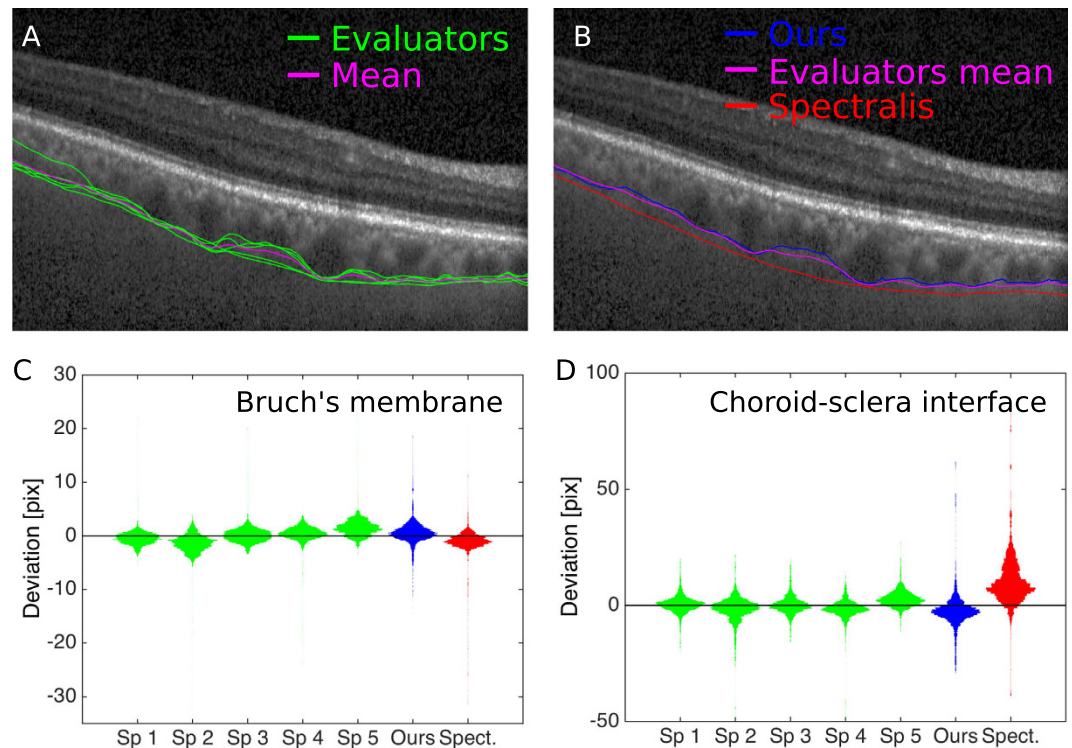 A
Evaluators
Mean
B
Ours
Evaluators mean
Spectralis
C
Bruch's membrane
Deviation [pix]
30
20
10
0
-10
-20
-30
Sp 1 Sp 2 Sp 3 Sp 4 Sp 5 Ours Spect.
D
Choroid-sclera interface
Deviation [pix]
100
50
0
-50
Sp 1 Sp 2 Sp 3 Sp 4 Sp 5 Ours Spect.